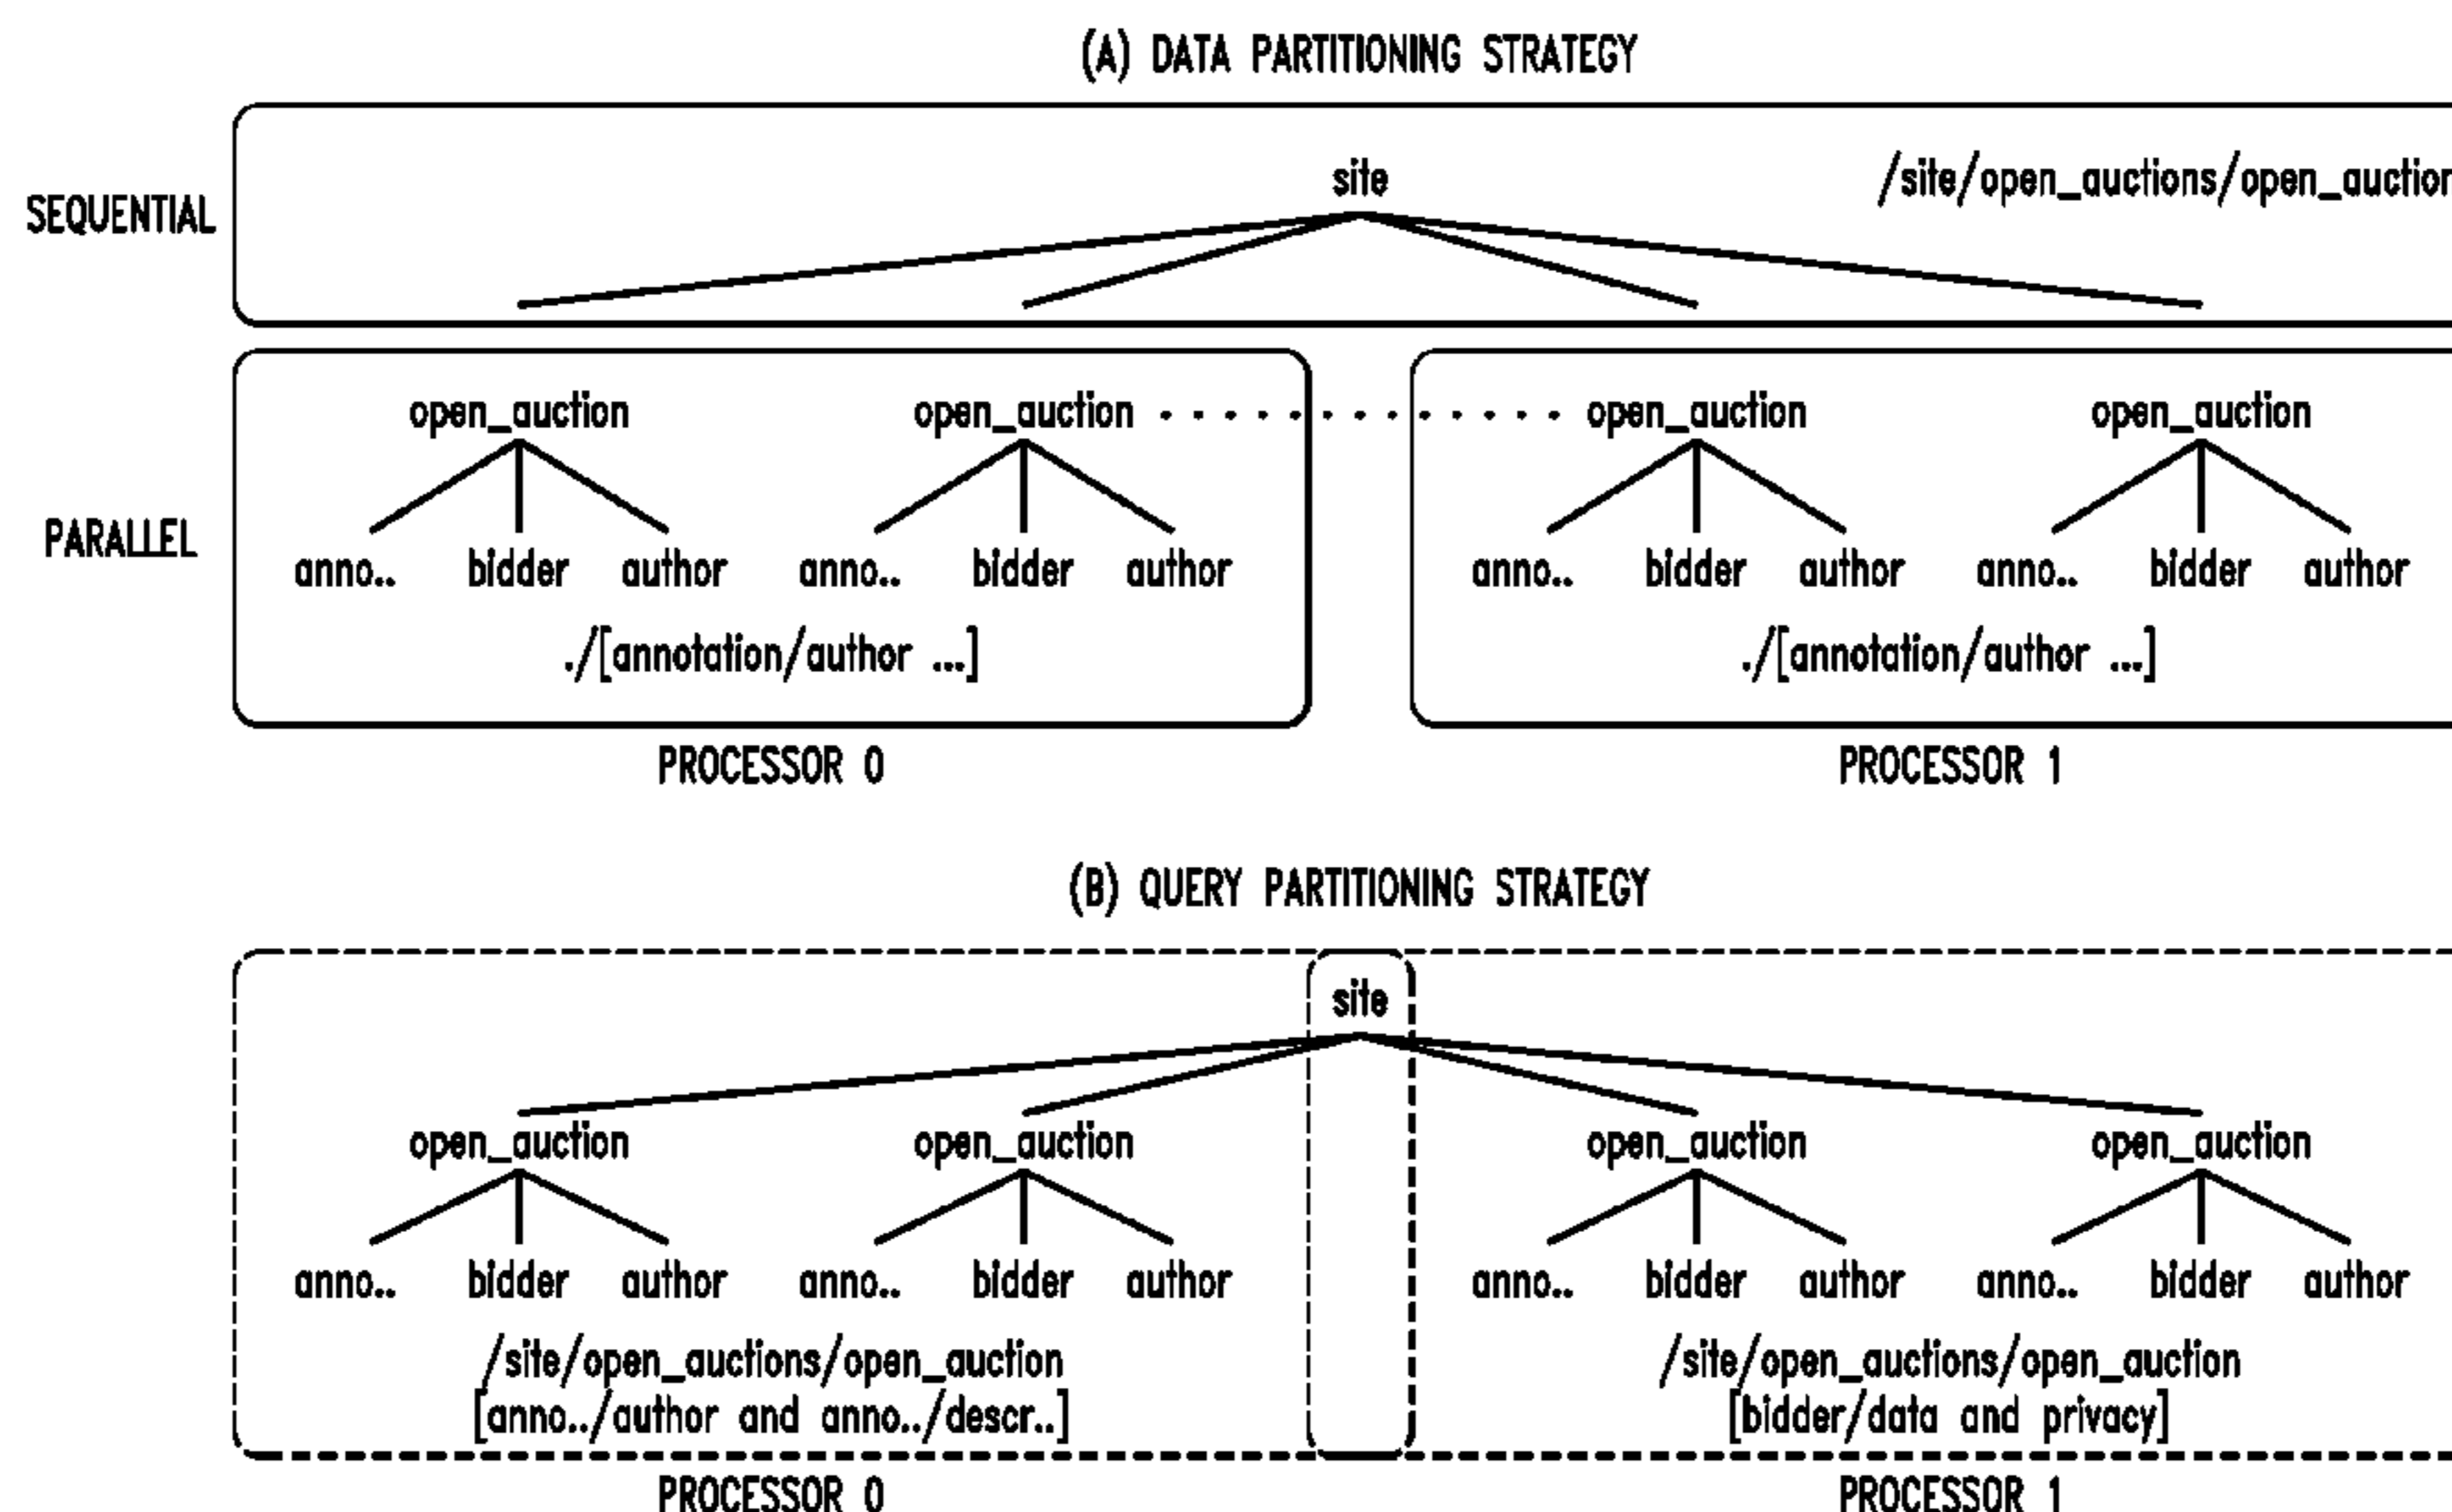 (A) DATA PARTITIONING STRATEGY
site
/site/open_auctions/open_auction
SEQUENTIAL
open_auction open_auction open_auction open_auction
PARALLEL
anno.. bidder author anno.. bidder author anno.. bidder author anno.. bidder author
./[annotation/author ...] ./[annotation/author ...]
PROCESSOR 0 PROCESSOR 1
(B) QUERY PARTITIONING STRATEGY
site
open_auction open_auction open_auction open_auction
anno.. bidder author anno.. bidder author anno.. bidder author anno.. bidder author
/site/open_auctions/open_auction /site/open_auctions/open_auction
[anno../author and anno../descr..] [bidder/data and privacy]
PROCESSOR 0 PROCESSOR 1